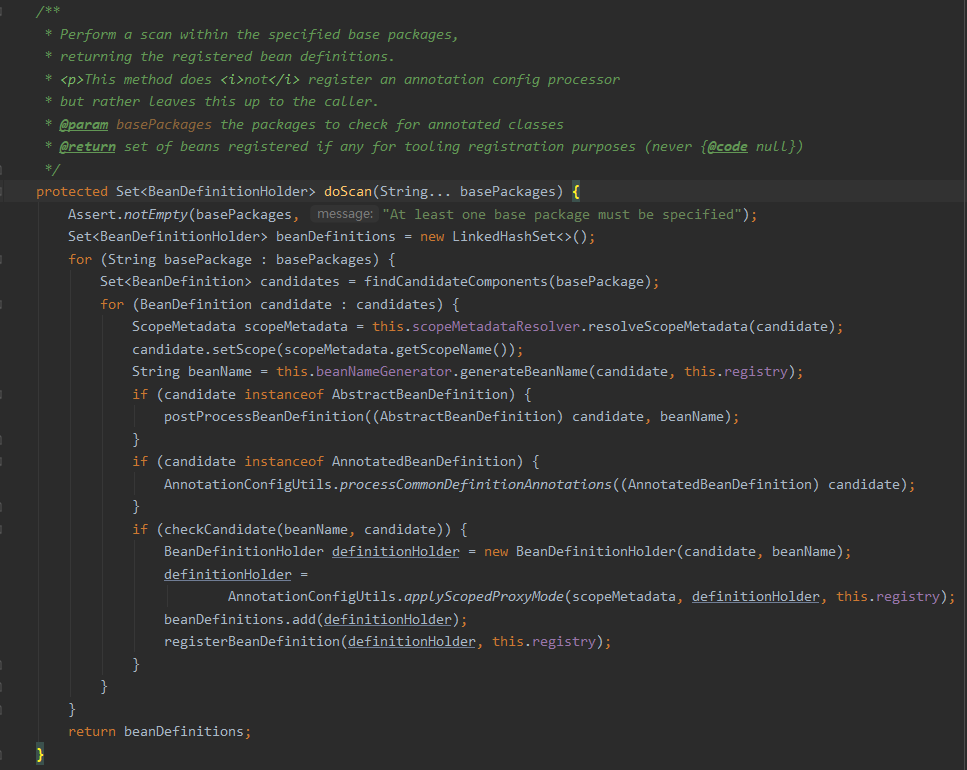 /**
 * Perform a scan within the specified base packages,
 * returning the registered bean definitions.
 * <p>This method does <i>not</i> register an annotation config processor
 * but rather leaves this up to the caller.
 * @param basePackages the packages to check for annotated classes
 * @return set of beans registered if any for tooling registration purposes (never {@code null})
 */
protected Set<BeanDefinitionHolder> doScan(String... basePackages) {
    Assert.notEmpty(basePackages, message: "At least one base package must be specified");
    Set<BeanDefinitionHolder> beanDefinitions = new LinkedHashSet<>();
    for (String basePackage : basePackages) {
        Set<BeanDefinition> candidates = findCandidateComponents(basePackage);
        for (BeanDefinition candidate : candidates) {
            ScopeMetadata scopeMetadata = this.scopeMetadataResolver.resolveScopeMetadata(candidate);
            candidate.setScope(scopeMetadata.getScopeName());
            String beanName = this.beanNameGenerator.generateBeanName(candidate, this.registry);
            if (candidate instanceof AbstractBeanDefinition) {
                postProcessBeanDefinition((AbstractBeanDefinition) candidate, beanName);
            }
            if (candidate instanceof AnnotatedBeanDefinition) {
                AnnotationConfigUtils.processCommonDefinitionAnnotations((AnnotatedBeanDefinition) candidate);
            }
            if (checkCandidate(beanName, candidate)) {
                BeanDefinitionHolder definitionHolder = new BeanDefinitionHolder(candidate, beanName);
                definitionHolder =
                        AnnotationConfigUtils.applyScopedProxyMode(scopeMetadata, definitionHolder, this.registry);
                beanDefinitions.add(definitionHolder);
                registerBeanDefinition(definitionHolder, this.registry);
            }
        }
    }
    return beanDefinitions;
}